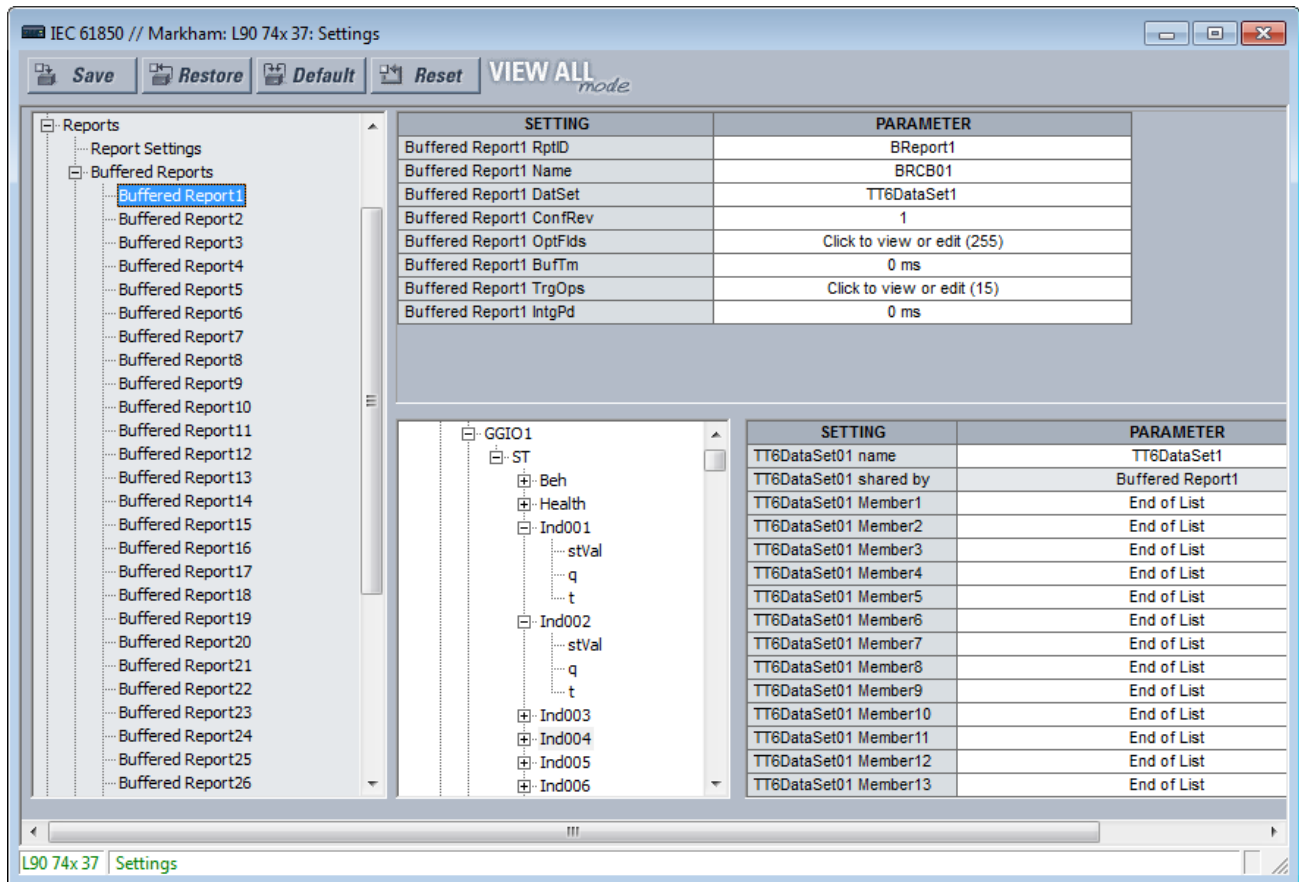 IEC 61850 // Markham: L90 74x 37: Settings
Save Restore Default Reset VIEW ALL mode
Reports
Report Settings
Buffered Reports
Buffered Report1
Buffered Report2
Buffered Report3
Buffered Report4
Buffered Report5
Buffered Report6
Buffered Report7
Buffered Report8
Buffered Report9
Buffered Report10
Buffered Report11
Buffered Report12
Buffered Report13
Buffered Report14
Buffered Report15
Buffered Report16
Buffered Report17
Buffered Report18
Buffered Report19
Buffered Report20
Buffered Report21
Buffered Report22
Buffered Report23
Buffered Report24
Buffered Report25
Buffered Report26
SETTING PARAMETER
Buffered Report1 RptID BReport1
Buffered Report1 Name BRCB01
Buffered Report1 DatSet TT6DataSet1
Buffered Report1 ConfRev 1
Buffered Report1 OptFlds Click to view or edit (255)
Buffered Report1 BufTm 0 ms
Buffered Report1 TrgOps Click to view or edit (15)
Buffered Report1 IntgPd 0 ms
GGIO1
ST
Beh
Health
Ind001
stVal
q
t
Ind002
stVal
q
t
Ind003
Ind004
Ind005
Ind006
SETTING PARAMETER
TT6DataSet01 name TT6DataSet1
TT6DataSet01 shared by Buffered Report1
TT6DataSet01 Member1 End of List
TT6DataSet01 Member2 End of List
TT6DataSet01 Member3 End of List
TT6DataSet01 Member4 End of List
TT6DataSet01 Member5 End of List
TT6DataSet01 Member6 End of List
TT6DataSet01 Member7 End of List
TT6DataSet01 Member8 End of List
TT6DataSet01 Member9 End of List
TT6DataSet01 Member10 End of List
TT6DataSet01 Member11 End of List
TT6DataSet01 Member12 End of List
TT6DataSet01 Member13 End of List
L90 74x 37 Settings